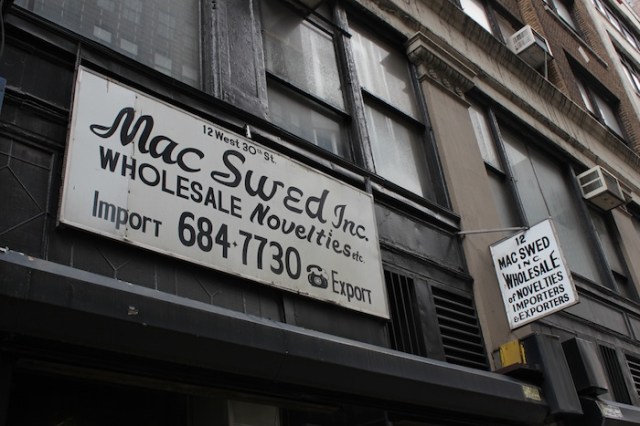 12 West 30th St.
Mac Swed Inc.
WHOLESALE Novelties etc.
Import 684-7730 Export
12
MAC SWED
INC
WHOLESALE
of NOVELTIES
IMPORTERS
& EXPORTERS